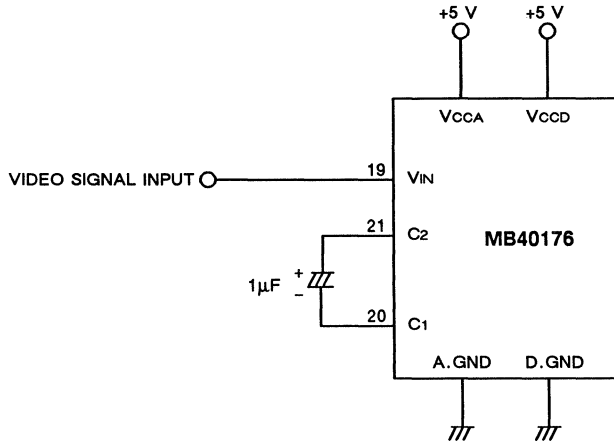 +5 V +5 V
VCCA VCCD
VIDEO SIGNAL INPUT 19 VIN
21 C2
MB40176
1μF + −
20 C1
A.GND D.GND